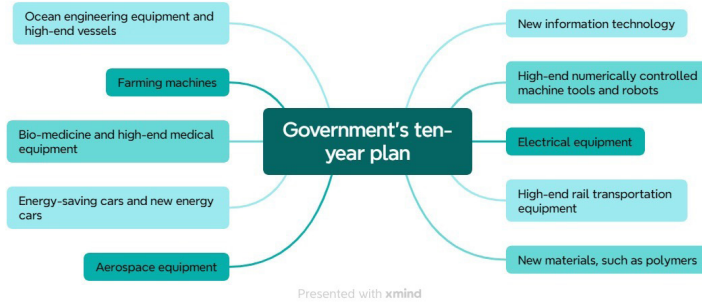 Ocean engineering equipment and
high-end vessels
Farming machines
Bio-medicine and high-end medical
equipment
Energy-saving cars and new energy
cars
Aerospace equipment
Government's ten-
year plan
New information technology
High-end numerically controlled
machine tools and robots
Electrical equipment
High-end rail transportation
equipment
New materials, such as polymers
Presented with xmind